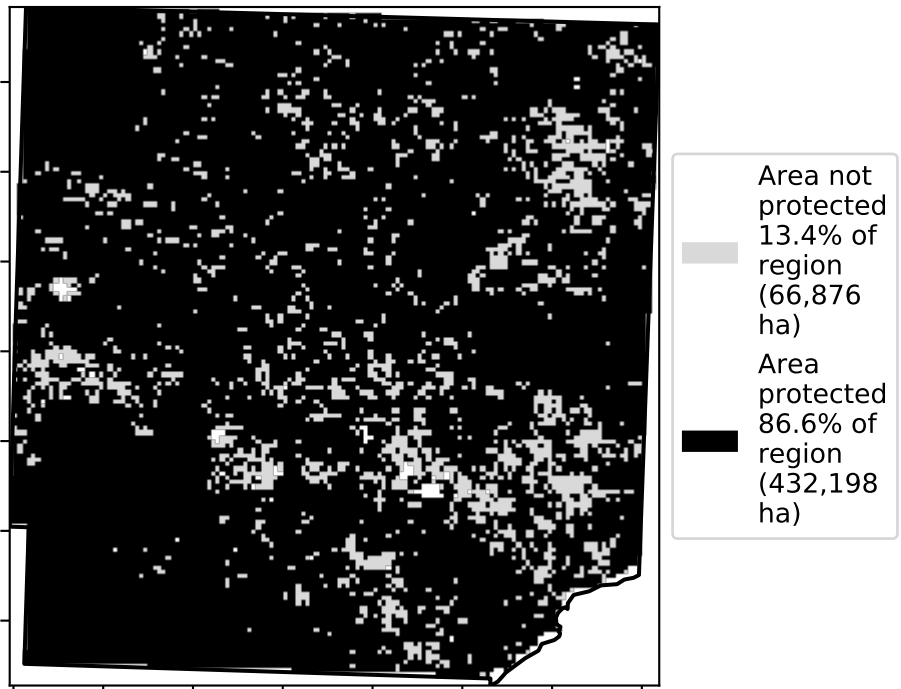 Area not
protected
13.4% of
region
(66,876
ha)
Area
protected
86.6% of
region
(432,198
ha)